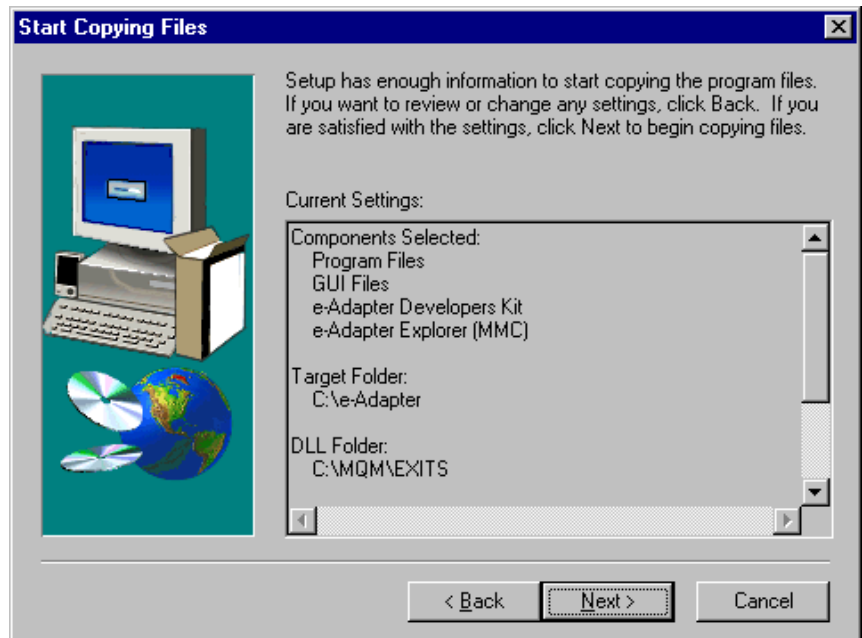 Start Copying Files
Setup has enough information to start copying the program files.
If you want to review or change any settings, click Back.  If you
are satisfied with the settings, click Next to begin copying files.
Current Settings:
Components Selected:
Program Files
GUI Files
e-Adapter Developers Kit
e-Adapter Explorer (MMC)
Target Folder:
C:\e-Adapter
DLL Folder:
C:\MQM\EXITS
< Back
Next >
Cancel